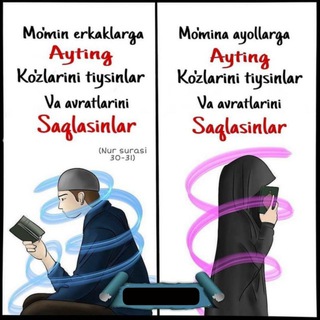 Mo'min erkaklarga
Ayting
Ko'zlarini tiysinlar
Va avratlarini
Saqlasinlar
(Nur surasi
30-31)
Mo'mina ayollarga
Ayting
Ko'zlarini tiysinlar
Va avratlarini
Saqlasinlar